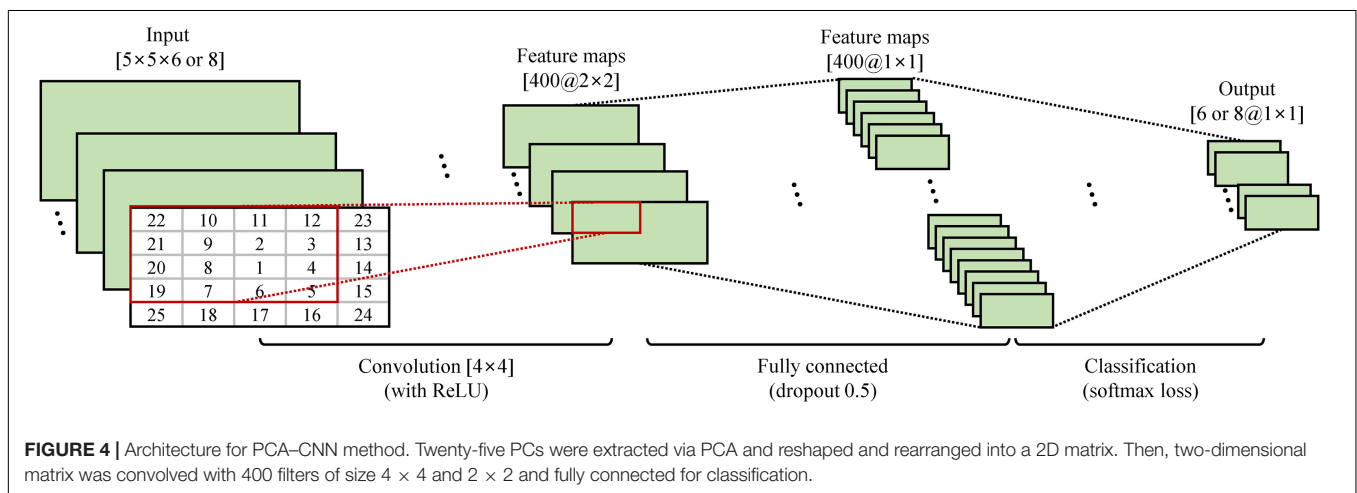 Input
[5×5×6 or 8]
Feature maps
[400@2×2]
Feature maps
[400@1×1]
Output
[6 or 8@1×1]
22 10 11 12 23
21 9 2 3 13
20 8 1 4 14
19 7 6 5 15
25 18 17 16 24
Convolution [4×4]
(with ReLU)
Fully connected
(dropout 0.5)
Classification
(softmax loss)
FIGURE 4 | Architecture for PCA–CNN method. Twenty-five PCs were extracted via PCA and reshaped and rearranged into a 2D matrix. Then, two-dimensional
matrix was convolved with 400 filters of size 4 × 4 and 2 × 2 and fully connected for classification.